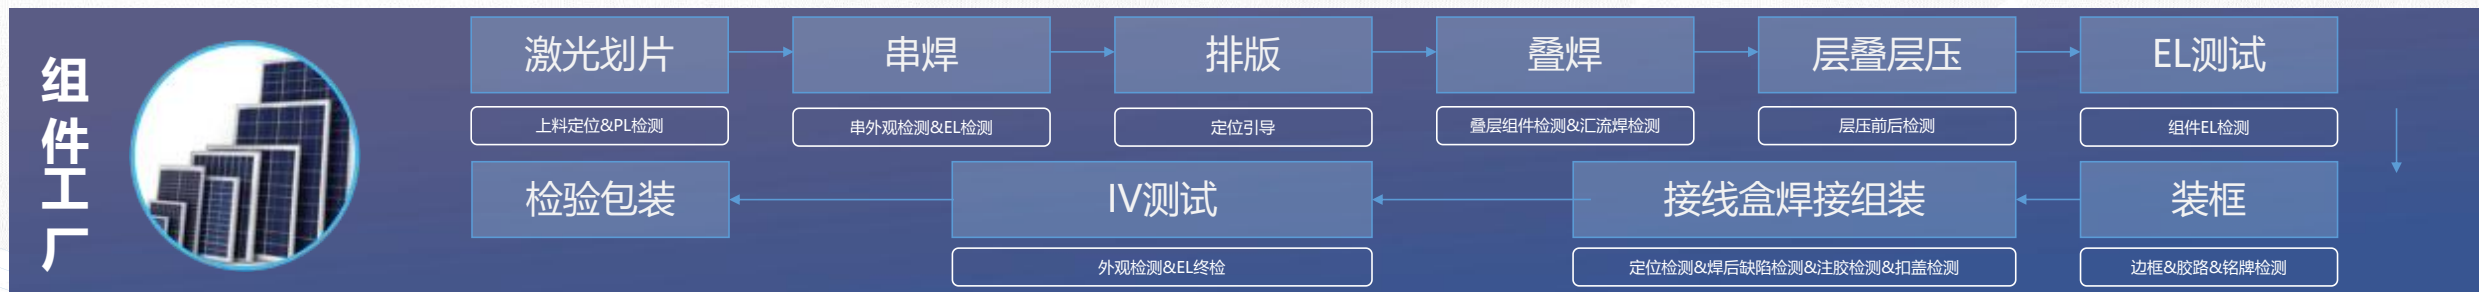 组件工厂
激光划片
串焊
排版
叠焊
层叠层压
EL测试
上料定位&PL检测
串外观检测&EL检测
定位引导
叠层组件检测&汇流焊检测
层压前后检测
组件EL检测
检验包装
IV测试
接线盒焊接组装
装框
外观检测&EL终检
定位检测&焊后缺陷检测&注胶检测&扣盖检测
边框&胶路&铭牌检测